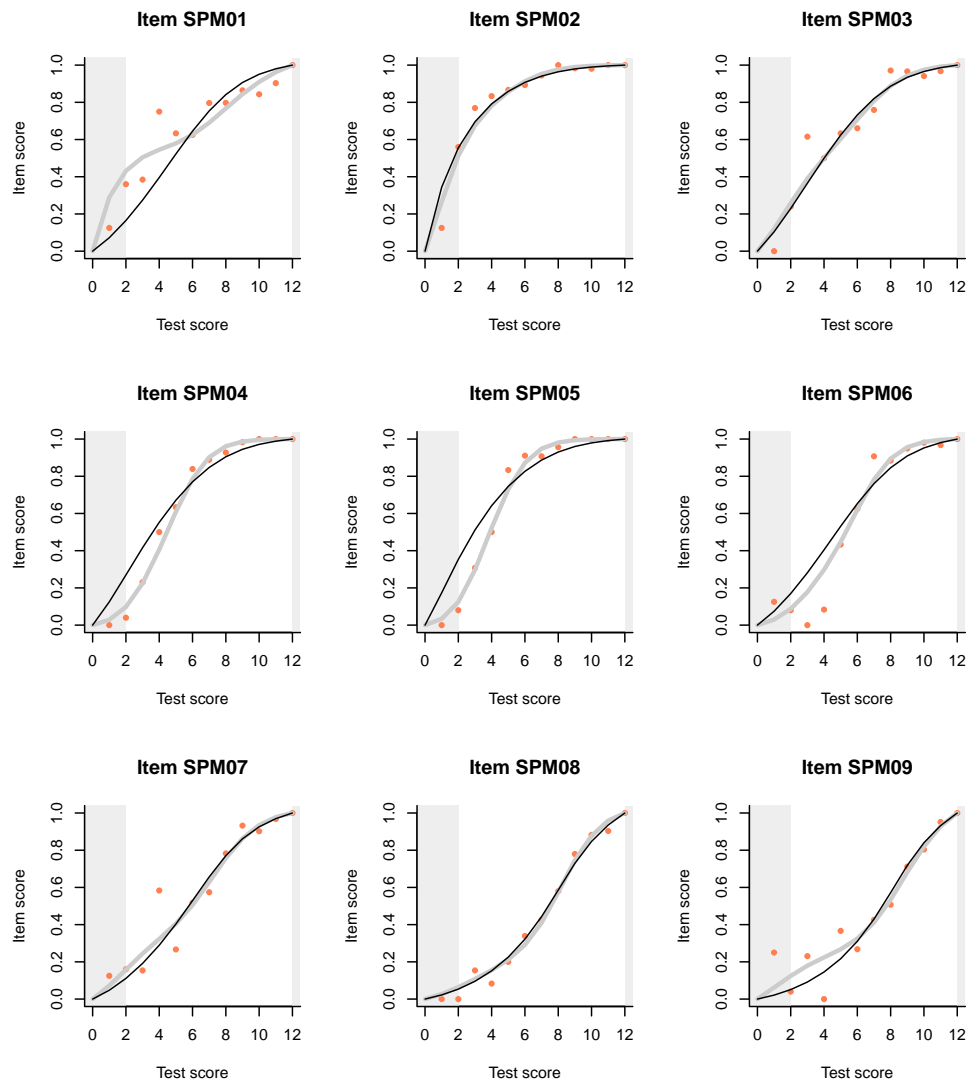 Item SPM01
Item SPM02
Item SPM03
Item score
0.0 0.2 0.4 0.6 0.8 1.0
0 2 4 6 8 10 12
Test score
Item score
0.0 0.2 0.4 0.6 0.8 1.0
0 2 4 6 8 10 12
Test score
Item score
0.0 0.2 0.4 0.6 0.8 1.0
0 2 4 6 8 10 12
Test score
Item SPM04
Item SPM05
Item SPM06
Item score
0.0 0.2 0.4 0.6 0.8 1.0
0 2 4 6 8 10 12
Test score
Item score
0.0 0.2 0.4 0.6 0.8 1.0
0 2 4 6 8 10 12
Test score
Item score
0.0 0.2 0.4 0.6 0.8 1.0
0 2 4 6 8 10 12
Test score
Item SPM07
Item SPM08
Item SPM09
Item score
0.0 0.2 0.4 0.6 0.8 1.0
0 2 4 6 8 10 12
Test score
Item score
0.0 0.2 0.4 0.6 0.8 1.0
0 2 4 6 8 10 12
Test score
Item score
0.0 0.2 0.4 0.6 0.8 1.0
0 2 4 6 8 10 12
Test score